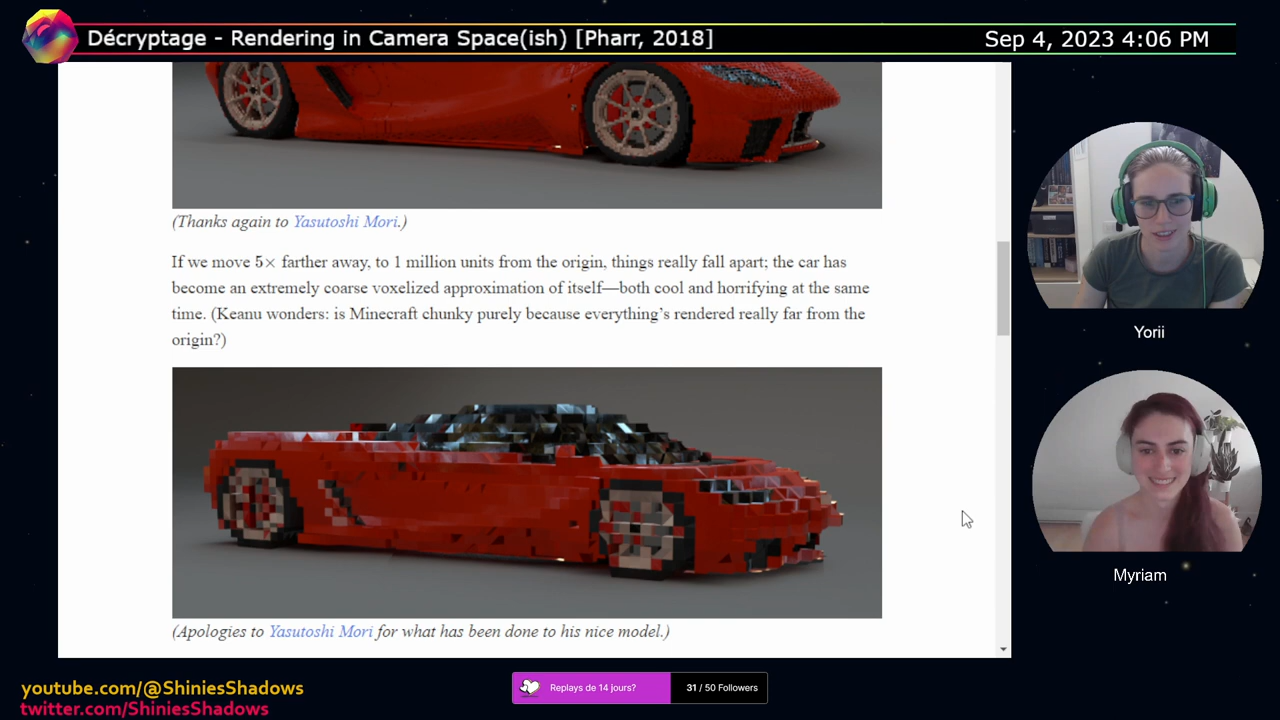 Décryptage - Rendering in Camera Space(ish) [Pharr, 2018]
Sep 4, 2023 4:06 PM
(Thanks again to Yasutoshi Mori.)
If we move 5× farther away, to 1 million units from the origin, things really fall apart; the car has
become an extremely coarse voxelized approximation of itself—both cool and horrifying at the same
time. (Keanu wonders: is Minecraft chunky purely because everything's rendered really far from the
origin?)
(Apologies to Yasutoshi Mori for what has been done to his nice model.)
Yorii
Myriam
youtube.com/@ShiniesShadows
twitter.com/ShiniesShadows
Replays de 14 jours?
31 / 50 Followers